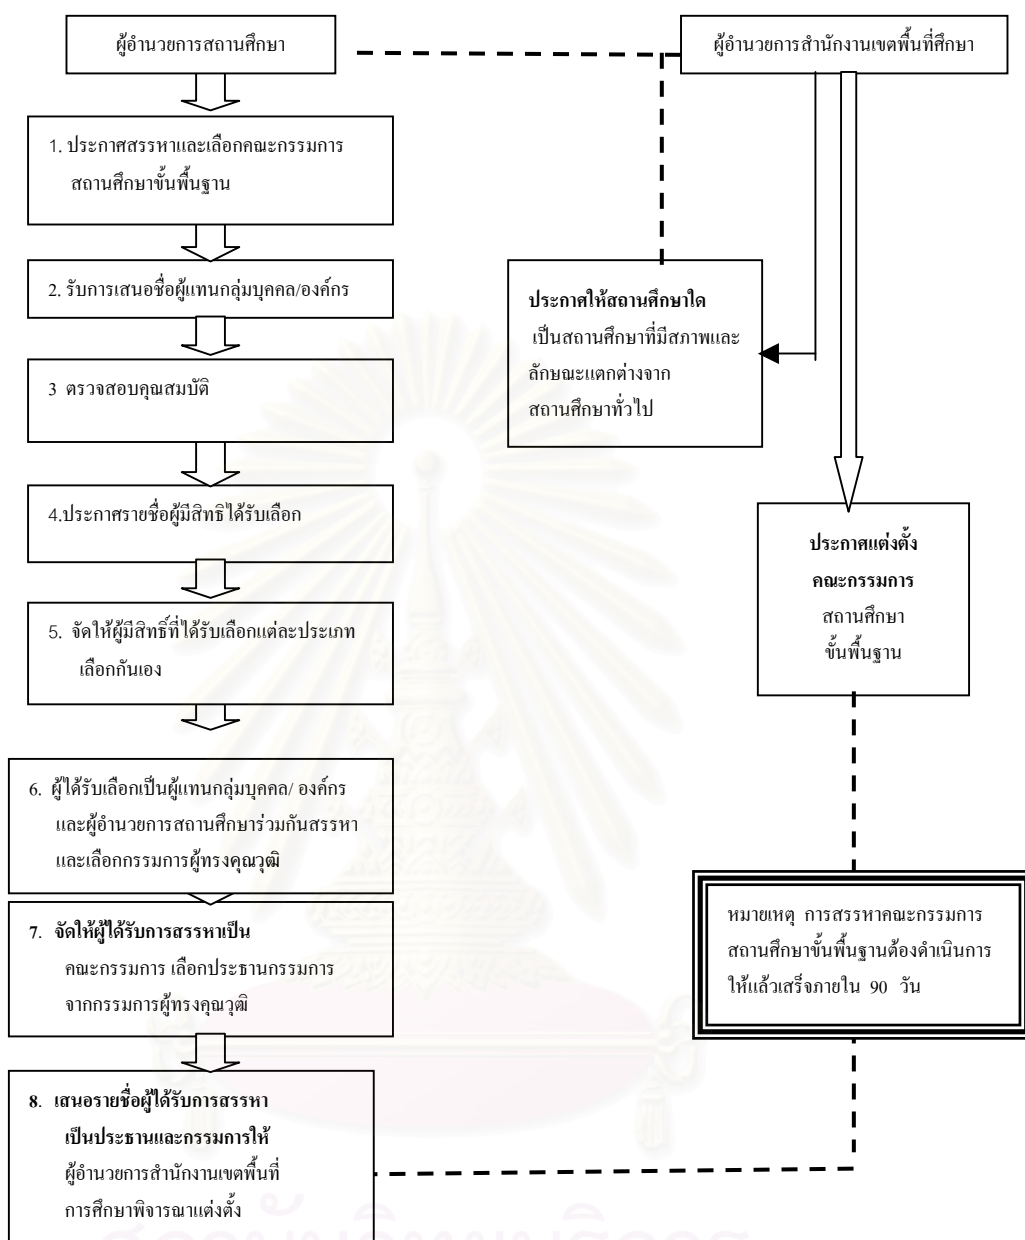 ผู้อำนวยการสถานศึกษา
ผู้อำนวยการสำนักงานเขตพื้นที่ศึกษา
1. ประกาศสรรหาและเลือกคณะกรรมการ
สถานศึกษาขั้นพื้นฐาน
2. รับการเสนอชื่อผู้แทนกลุ่มบุคคล/องค์กร
3 ตรวจสอบคุณสมบัติ
4.ประกาศรายชื่อผู้มีสิทธิได้รับเลือก
5. จัดให้ผู้มีสิทธิ์ที่ได้รับเลือกแต่ละประเภท
เลือกกันเอง
6. ผู้ได้รับเลือกเป็นผู้แทนกลุ่มบุคคล/ องค์กร
และผู้อำนวยการสถานศึกษาร่วมกันสรรหา
และเลือกกรรมการผู้ทรงคุณวุฒิ
7. จัดให้ผู้ได้รับการสรรหาเป็น
คณะกรรมการ เลือกประธานกรรมการ
จากกรรมการผู้ทรงคุณวุฒิ
8. เสนอรายชื่อผู้ได้รับการสรรหา
เป็นประธานและกรรมการให้
ผู้อำนวยการสำนักงานเขตพื้นที่
การศึกษาพิจารณาแต่งตั้ง
ประกาศให้สถานศึกษาใด
เป็นสถานศึกษาที่มีสภาพและ
ลักษณะแตกต่างจาก
สถานศึกษาทั่วไป
ประกาศแต่งตั้ง
คณะกรรมการ
สถานศึกษา
ขั้นพื้นฐาน
หมายเหตุ การสรรหาคณะกรรมการ
สถานศึกษาขั้นพื้นฐานต้องดำเนินการ
ให้แล้วเสร็จภายใน 90 วัน